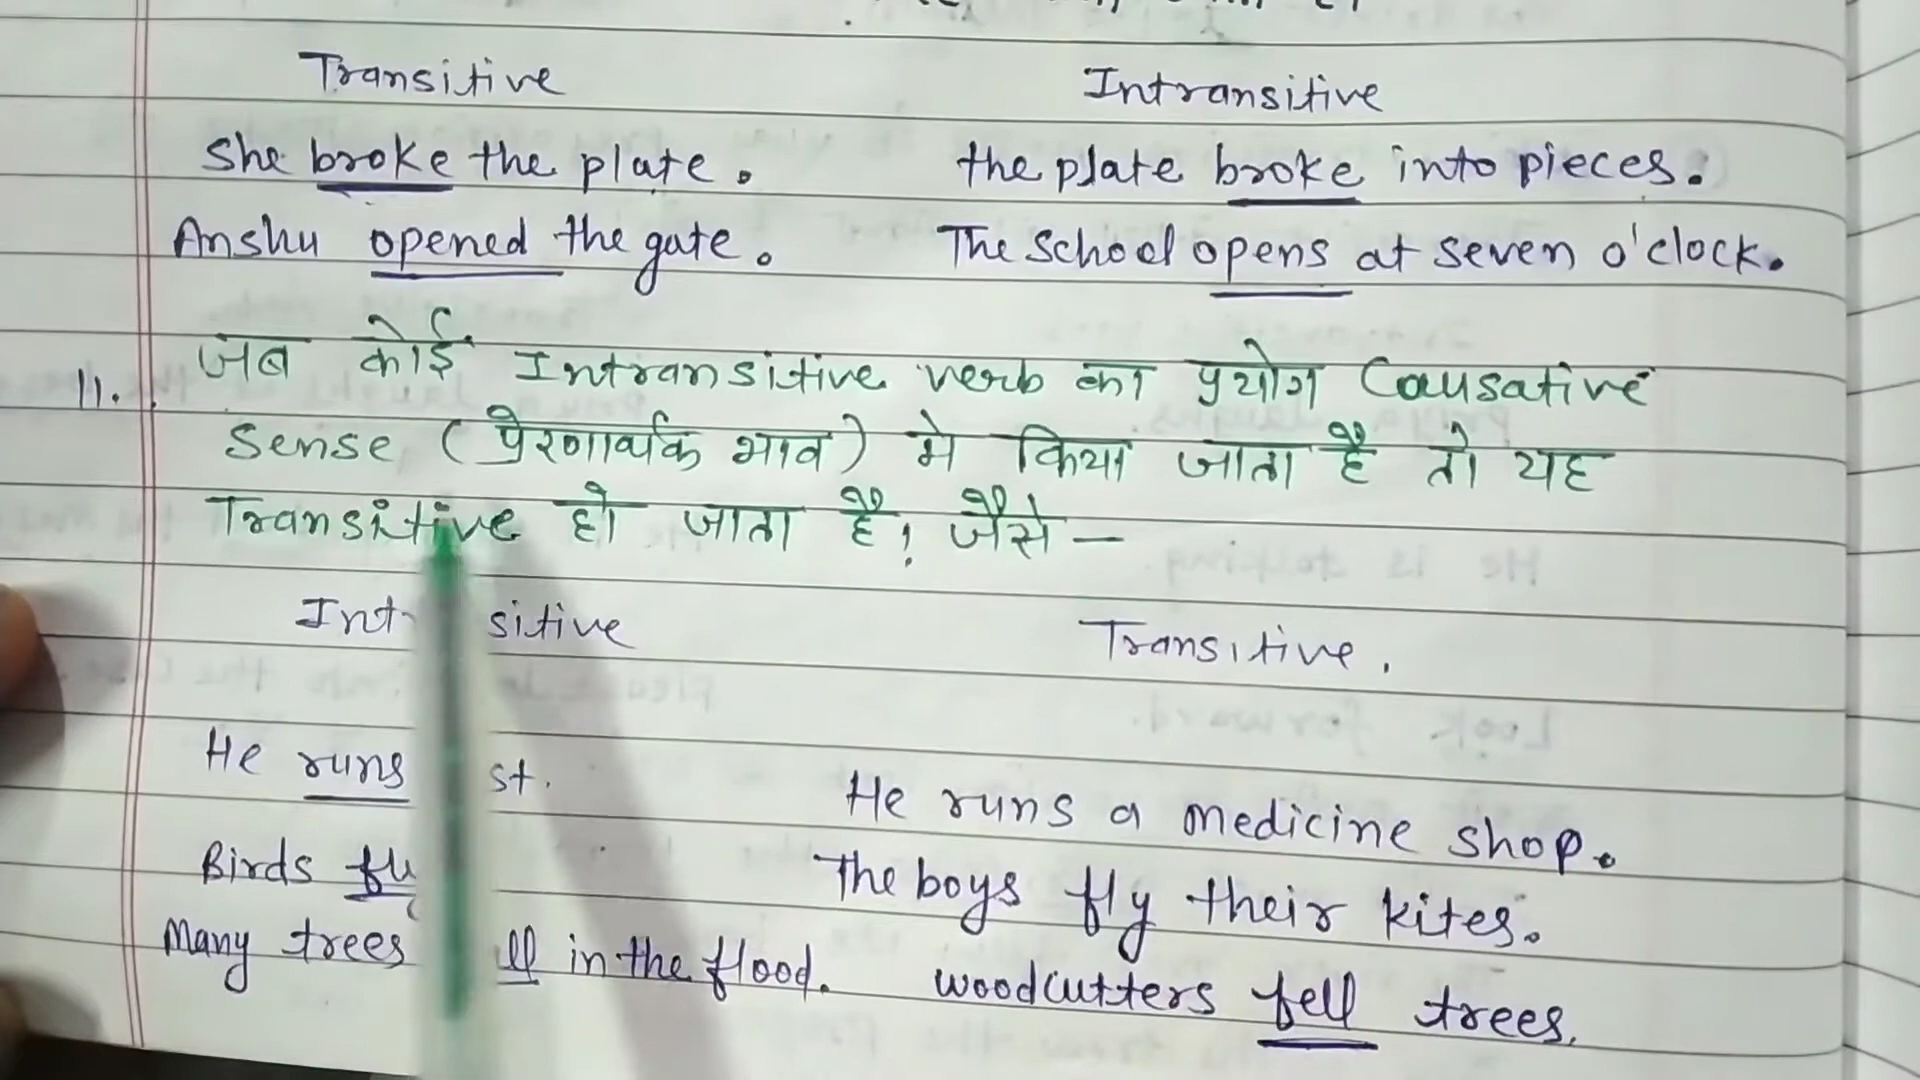 Transitive Intransitive
She broke the plate. the plate broke into pieces.
Anshu opened the gate. The School opens at seven o'clock.
11. जब कोई Intransitive verb का प्रयोग Causative
Sense (प्रेरणार्थक भाव) मे किया जाता है तो यह
Transitive हो जाता है। जैसे -
Int sitive Transitive.
He runs st. He runs a medicine shop.
Birds The boys fly their kites.
Many trees ll in the flood. woodcutters fell trees.